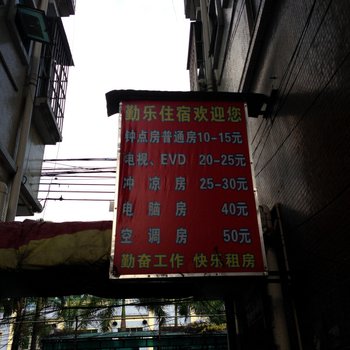 勤乐住宿欢迎您
钟点房普通房10-15元
电视、EVD 20-25元
冲凉房 25-30元
电脑房 40元
空调房 50元
勤奋工作 快乐租房